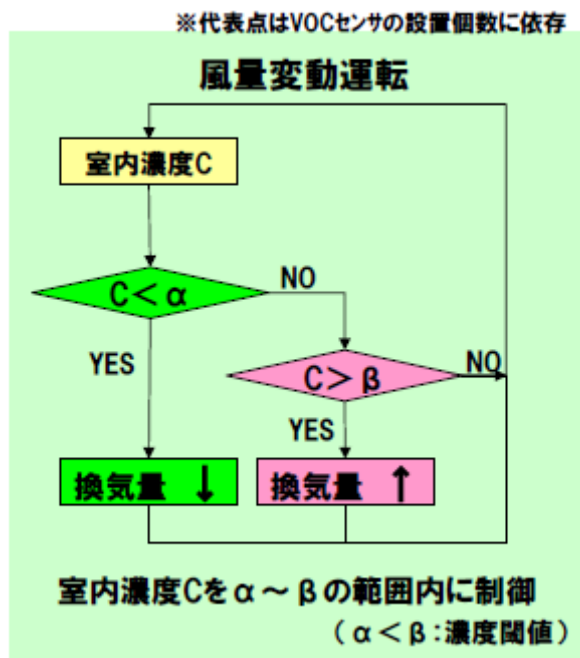 ※代表点はVOCセンサの設置個数に依存
風量変動運転
室内濃度C
C<α
NO
YES
C>β
NO
YES
換気量 ↓
換気量 ↑
室内濃度Cをα~βの範囲内に制御
(α<β:濃度閾値)